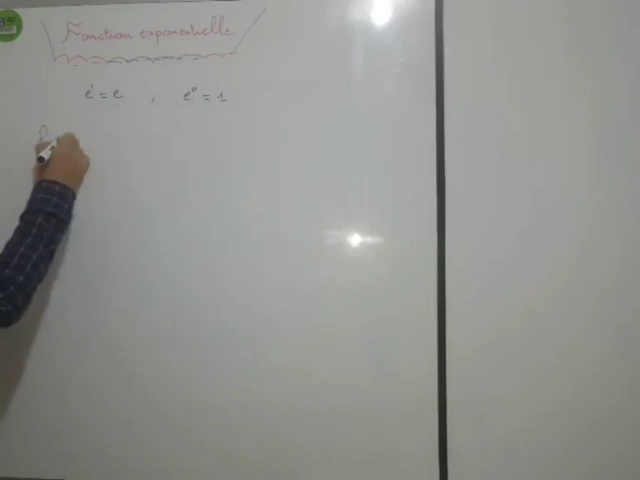 Fonction exponentielle
e¹ = e , e⁰ = 1